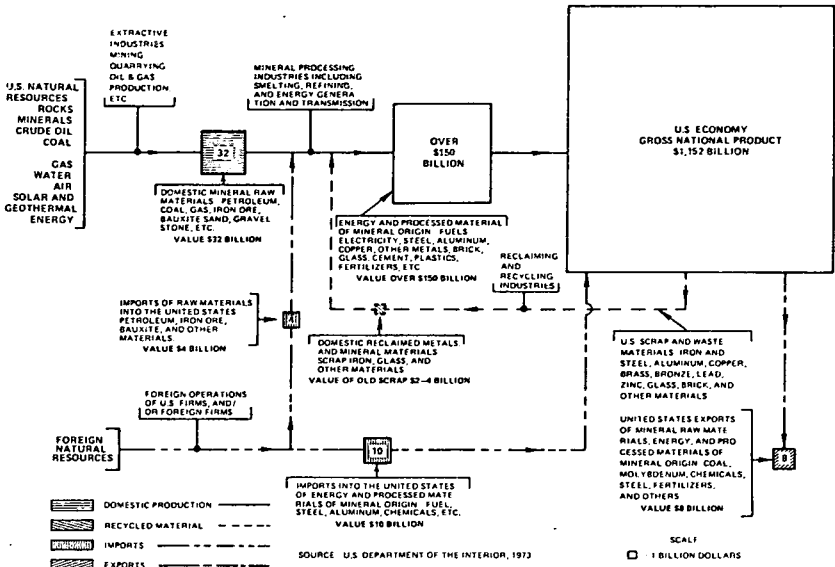 EXTRACTIVE
INDUSTRIES
MINING
QUARRYING
OIL & GAS
PRODUCTION
ETC
U.S. NATURAL
RESOURCES
ROCKS
MINERALS
CRUDE OIL
COAL
GAS
WATER
AIR
SOLAR AND
GEOTHERMAL
ENERGY
32
DOMESTIC MINERAL RAW
MATERIALS PETROLEUM,
COAL, GAS, IRON ORE,
BAUXITE SAND, GRAVEL
STONE, ETC.
VALUE $32 BILLION
MINERAL PROCESSING
INDUSTRIES INCLUDING
SMELTING, REFINING,
AND ENERGY GENERA
TION AND TRANSMISSION
OVER
$150
BILLION
ENERGY AND PROCESSED MATERIAL
OF MINERAL ORIGIN FUELS
ELECTRICITY, STEEL, ALUMINUM,
COPPER, OTHER METALS, BRICK,
GLASS, CEMENT, PLASTICS,
FERTILIZERS, ETC
VALUE OVER $150 BILLION
U.S. ECONOMY
GROSS NATIONAL PRODUCT
$1,152 BILLION
RECLAIMING
AND
RECYCLING
INDUSTRIES
IMPORTS OF RAW MATERIALS
INTO THE UNITED STATES
PETROLEUM, IRON ORE,
BAUXITE, AND OTHER
MATERIALS
VALUE $4 BILLION
4
DOMESTIC RECLAIMED METALS
AND MINERAL MATERIALS
SCRAP IRON, GLASS, AND
OTHER MATERIALS
VALUE OF OLD SCRAP $2-4 BILLION
U.S. SCRAP AND WASTE
MATERIALS IRON AND
STEEL, ALUMINUM, COPPER,
BRASS, BRONZE, LEAD,
ZINC, GLASS, BRICK, AND
OTHER MATERIALS
FOREIGN OPERATIONS
OF U.S. FIRMS, AND/
OR FOREIGN FIRMS
FOREIGN
NATURAL
RESOURCES
10
IMPORTS INTO THE UNITED STATES
OF ENERGY AND PROCESSED MATE
RIALS OF MINERAL ORIGIN FUEL,
STEEL, ALUMINUM, CHEMICALS, ETC.
VALUE $10 BILLION
UNITED STATES EXPORTS
OF MINERAL RAW MATE
RIALS, ENERGY, AND PRO
CESSED MATERIALS OF
MINERAL ORIGIN COAL,
MOLYBDENUM, CHEMICALS,
STEEL, FERTILIZERS,
AND OTHERS
VALUE $8 BILLION
8
DOMESTIC PRODUCTION
RECYCLED MATERIAL
IMPORTS
EXPORTS
SOURCE U.S. DEPARTMENT OF THE INTERIOR, 1973
SCALE
1 BILLION DOLLARS